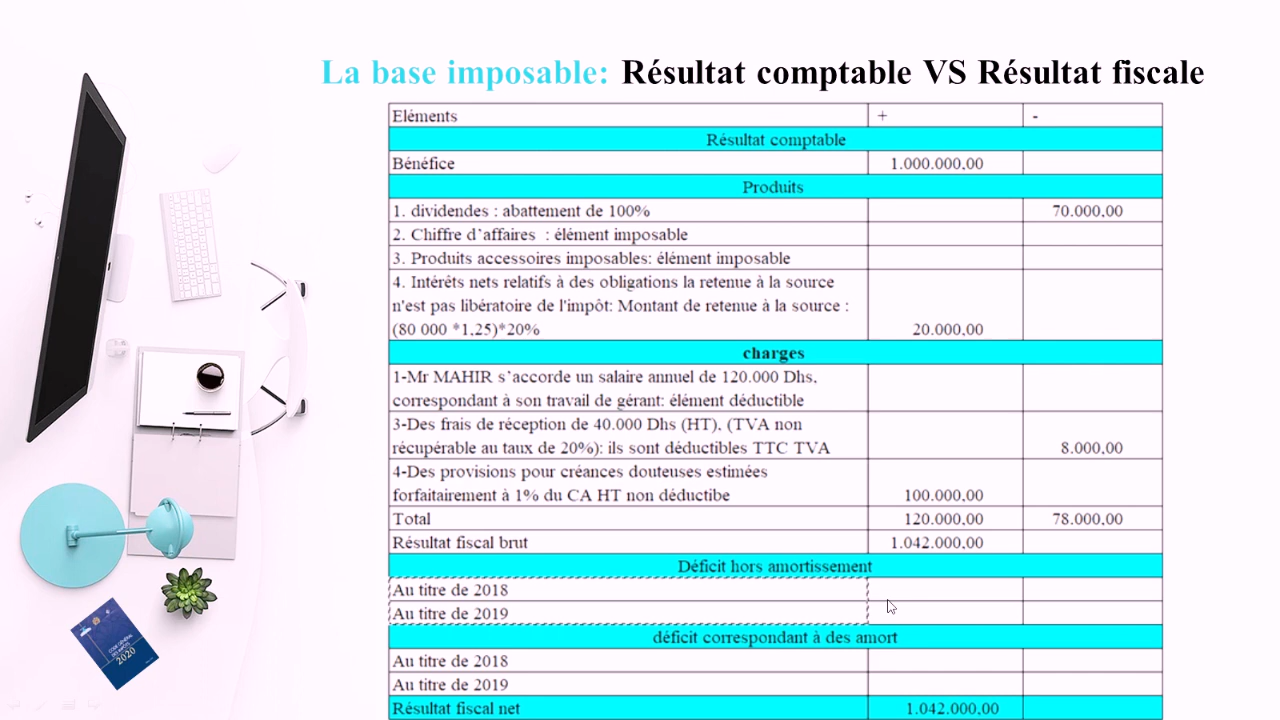 La base imposable: Résultat comptable VS Résultat fiscale
Eléments + -
Résultat comptable
Bénéfice 1.000.000,00
Produits
1. dividendes : abattement de 100% 70.000,00
2. Chiffre d'affaires : élément imposable
3. Produits accessoires imposables: élément imposable
4. Intérêts nets relatifs à des obligations la retenue à la source
n'est pas libératoire de l'impôt: Montant de retenue à la source :
(80 000 *1,25)*20% 20.000,00
charges
1-Mr MAHIR s'accorde un salaire annuel de 120.000 Dhs,
correspondant à son travail de gérant: élément déductible
3-Des frais de réception de 40.000 Dhs (HT). (TVA non
récupérable au taux de 20%): ils sont déductibles TTC TVA 8.000,00
4-Des provisions pour créances douteuses estimées
forfaitairement à 1% du CA HT non déductibe 100.000,00
Total 120.000,00 78.000,00
Résultat fiscal brut 1.042.000,00
Déficit hors amortissement
Au titre de 2018
Au titre de 2019
déficit correspondant à des amort
Au titre de 2018
Au titre de 2019
Résultat fiscal net 1.042.000,00
CODE GENERAL
DES IMPOTS
2020